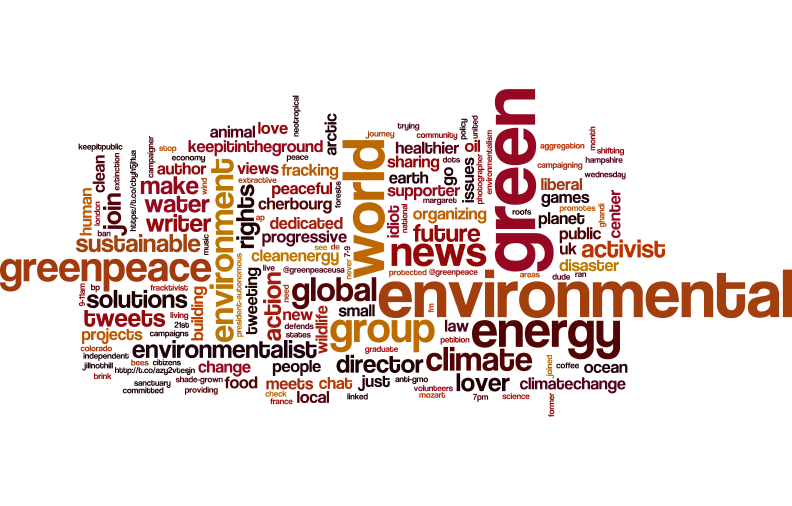 neotropical
green
animal
love
arctic
journey
trying
community
policy
united
environmentalism
keepitpublic
campaigner
stop
keepitintheground
world
healthier
oil
aggregation
month
shifting
clean
extinction
economy
peace
sharing
dots
issues
photographer
campaigning
hampshire
author
views
fracking
earth
go
wednesday
https://t.co/cbyhfjhua
make
wind
environment
extractive
peaceful
forests
supporter
liberal
human
join
water
rights
cherbourg
margaret
games
center
london
writer
ap
dedicated
idiot
national
organizing
roofs
promotes
planet
girlandi
ban
music
progressive
future
public
sustainable
see
de
7-9
news
uk
activist
cleanenergy
never
disaster
greenpeace
president-autonomous
live
@greenpeaceusa
protected
@greenpeace
areas
dude
ran
9-11am
bp
fracktivist
tweeting
action
need
global
environmental
solutions
building
small
fm
tweets
living
21st
new
wildlife
group
law
energy
projects
campaigns
defends
states
petition
colorado
independent
environmentalist
graduate
climate
joined
jillnothill
bees
citizens
change
people
director
coffee
ocean
http://t.co/azy2vtesjn
brink
sanctuary
shade-grown
food
meets
chat
just
anti-gmo
lover
climatechange
committed
providing
check
france
local
linked
volunteers
mozart
7pm
science
former